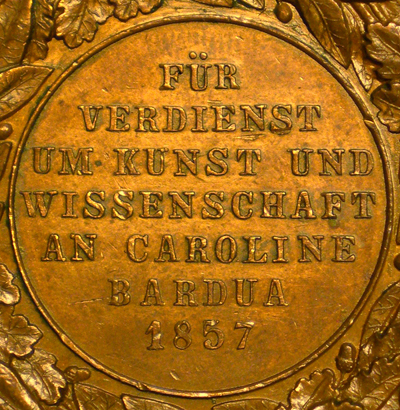 FÜR
VERDIENST
UM KUNST UND
WISSENSCHAFT
AN CAROLINE
BARDUA
1857